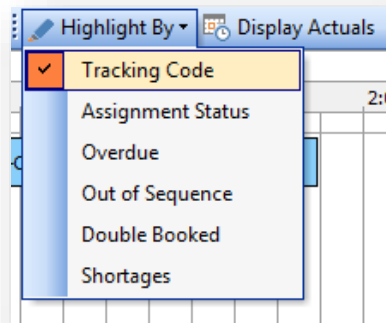 Highlight By Display Actuals
Tracking Code
2:0
Assignment Status
Overdue
Out of Sequence
Double Booked
Shortages